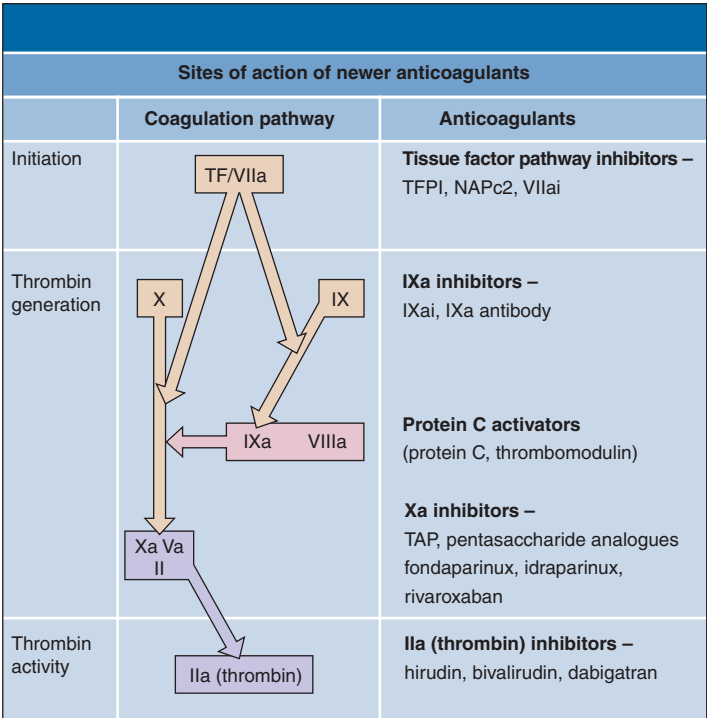 Sites of action of newer anticoagulants
Coagulation pathway
Anticoagulants
Initiation
TF/VIIa
Tissue factor pathway inhibitors –
TFPI, NAPc2, VIIai
Thrombin
generation
X
IX
IXa inhibitors –
IXai, IXa antibody
IXa VIIIa
Protein C activators
(protein C, thrombomodulin)
Xa Va
II
Xa inhibitors –
TAP, pentasaccharide analogues
fondaparinux, idraparinux,
rivaroxaban
Thrombin
activity
IIa (thrombin)
IIa (thrombin) inhibitors –
hirudin, bivalirudin, dabigatran